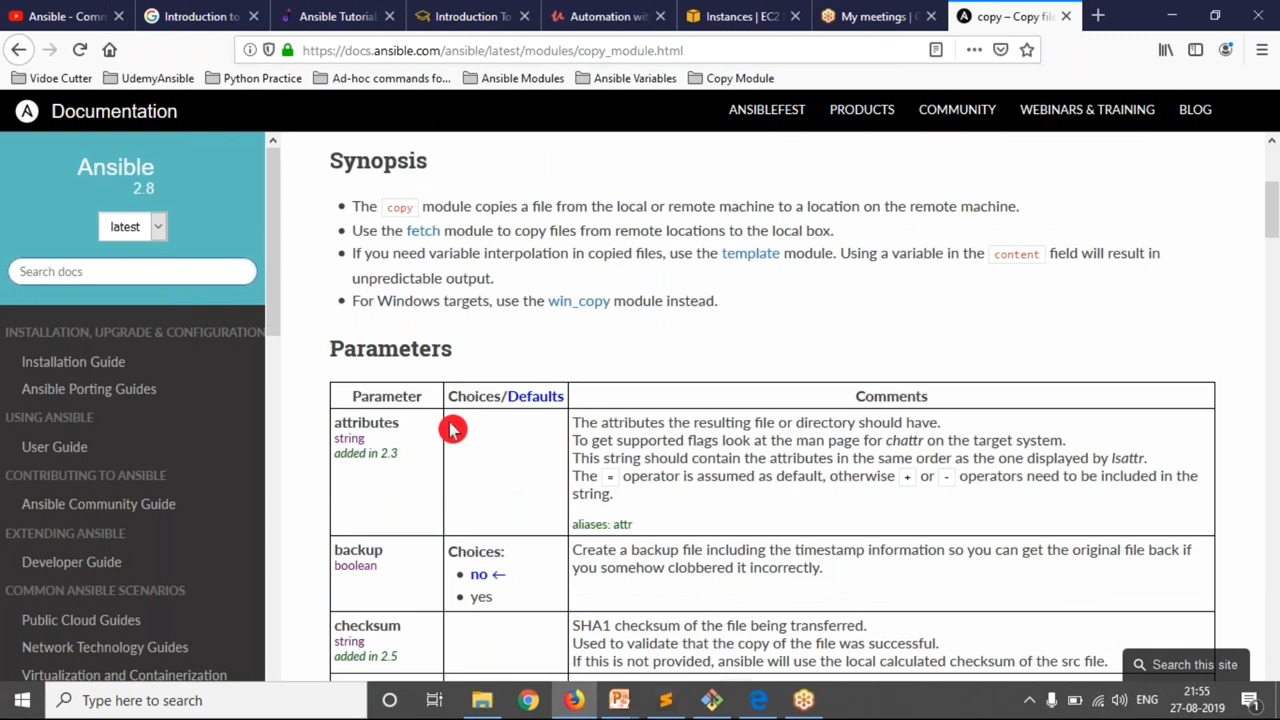 Ansible - Comm
Introduction to
Ansible Tutorial
Introduction To
Automation with
Instances | EC2
My meetings | G
copy – Copy file
https://docs.ansible.com/ansible/latest/modules/copy_module.html
Vidoe Cutter
UdemyAnsible
Python Practice
Ad-hoc commands fo...
Ansible Modules
Ansible Variables
Copy Module
A Documentation
ANSIBLEFEST PRODUCTS COMMUNITY WEBINARS & TRAINING BLOG
Ansible
2.8
latest
Search docs
INSTALLATION, UPGRADE & CONFIGURATION
Installation Guide
Ansible Porting Guides
USING ANSIBLE
User Guide
CONTRIBUTING TO ANSIBLE
Ansible Community Guide
EXTENDING ANSIBLE
Developer Guide
COMMON ANSIBLE SCENARIOS
Public Cloud Guides
Network Technology Guides
Virtualization and Containerization
Synopsis
• The copy module copies a file from the local or remote machine to a location on the remote machine.
• Use the fetch module to copy files from remote locations to the local box.
• If you need variable interpolation in copied files, use the template module. Using a variable in the content field will result in
unpredictable output.
• For Windows targets, use the win_copy module instead.
Parameters
Parameter Choices/Defaults Comments
attributes
string
added in 2.3
The attributes the resulting file or directory should have.
To get supported flags look at the man page for chattr on the target system.
This string should contain the attributes in the same order as the one displayed by lsattr.
The = operator is assumed as default, otherwise + or - operators need to be included in the
string.
aliases: attr
backup
boolean
Choices:
• no ←
• yes
Create a backup file including the timestamp information so you can get the original file back if
you somehow clobbered it incorrectly.
checksum
string
added in 2.5
SHA1 checksum of the file being transferred.
Used to validate that the copy of the file was successful.
If this is not provided, ansible will use the local calculated checksum of the src file.
Search this site
Type here to search
ENG
21:55
27-08-2019